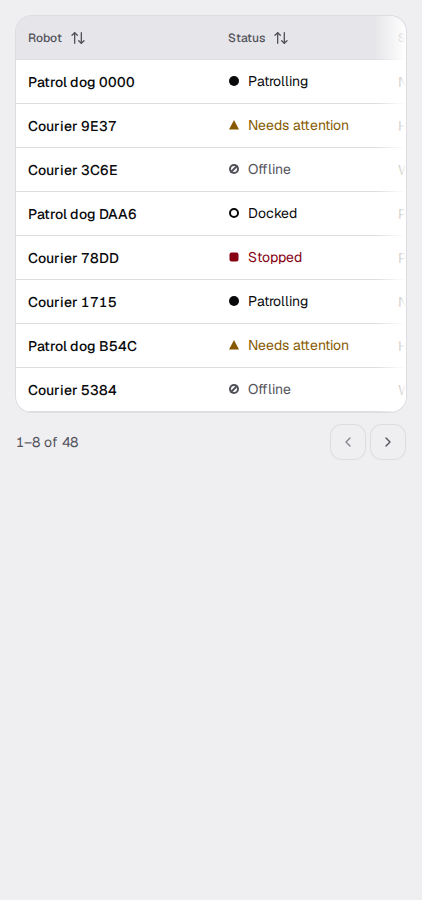 Robot Status
Patrol dog 0000 Patrolling
Courier 9E37 Needs attention
Courier 3C6E Offline
Patrol dog DAA6 Docked
Courier 78DD Stopped
Courier 1715 Patrolling
Patrol dog B54C Needs attention
Courier 5384 Offline
1–8 of 48